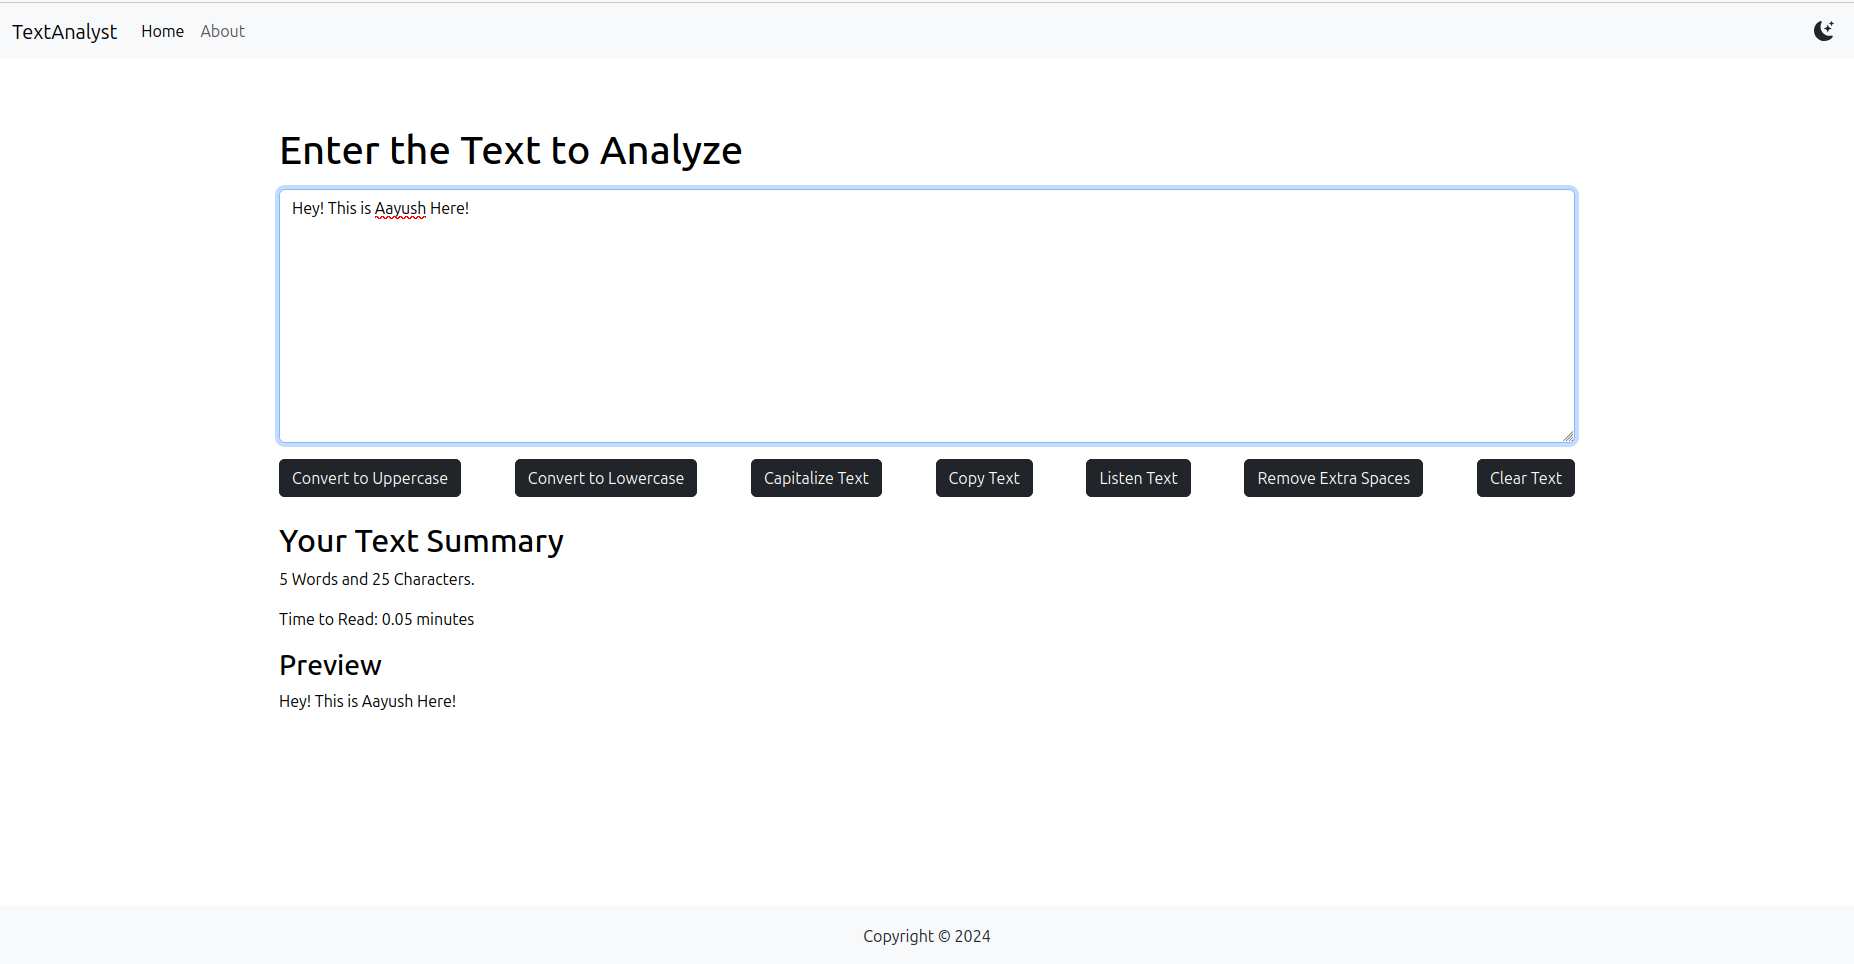 TextAnalyst Home About
Enter the Text to Analyze
Hey! This is Aayush Here!
Convert to Uppercase Convert to Lowercase Capitalize Text Copy Text Listen Text Remove Extra Spaces Clear Text
Your Text Summary
5 Words and 25 Characters.
Time to Read: 0.05 minutes
Preview
Hey! This is Aayush Here!
Copyright © 2024